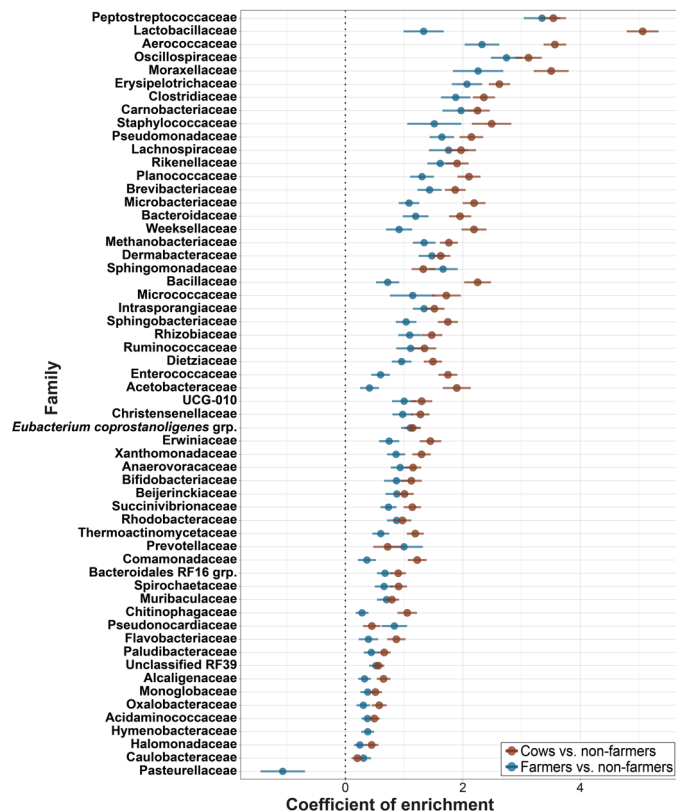 Family
Peptostreptococcaceae
Lactobacillaceae
Aerococcaceae
Oscillospiraceae
Moraxellaceae
Erysipelotrichaceae
Clostridiaceae
Carnobacteriaceae
Staphylococcaceae
Pseudomonadaceae
Lachnospiraceae
Rikenellaceae
Planococcaceae
Brevibacteriaceae
Microbacteriaceae
Bacteroidaceae
Weeksellaceae
Methanobacteriaceae
Dermabacteraceae
Sphingomonadaceae
Bacillaceae
Micrococcaceae
Intrasporangiaceae
Sphingobacteriaceae
Rhizobiaceae
Ruminococcaceae
Dietziaceae
Enterococcaceae
Acetobacteraceae
UCG-010
Christensenellaceae
Eubacterium coprostanoligenes grp.
Erwiniaceae
Xanthomonadaceae
Anaerovoracaceae
Bifidobacteriaceae
Beijerinckiaceae
Succinivibrionaceae
Rhodobacteraceae
Thermoactinomycetaceae
Prevotellaceae
Comamonadaceae
Bacteroidales RF16 grp.
Spirochaetaceae
Muribaculaceae
Chitinophagaceae
Pseudonocardiaceae
Flavobacteriaceae
Paludibacteraceae
Unclassified RF39
Alcaligenaceae
Monoglobaceae
Oxalobacteraceae
Acidaminococcaceae
Hymenobacteraceae
Halomonadaceae
Caulobacteraceae
Pasteurellaceae
Cows vs. non-farmers
Farmers vs. non-farmers
0 2 4
Coefficient of enrichment